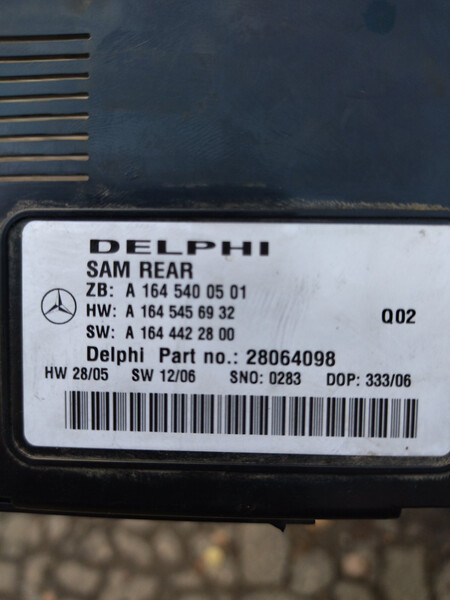 DELPHI
SAM REAR
ZB: A 164 540 05 01
HW: A 164 545 69 32
Q02
SW: A 164 442 28 00
Delphi Part no.: 28064098
HW 28/05 SW 12/06 SNO: 0283 DOP: 333/06